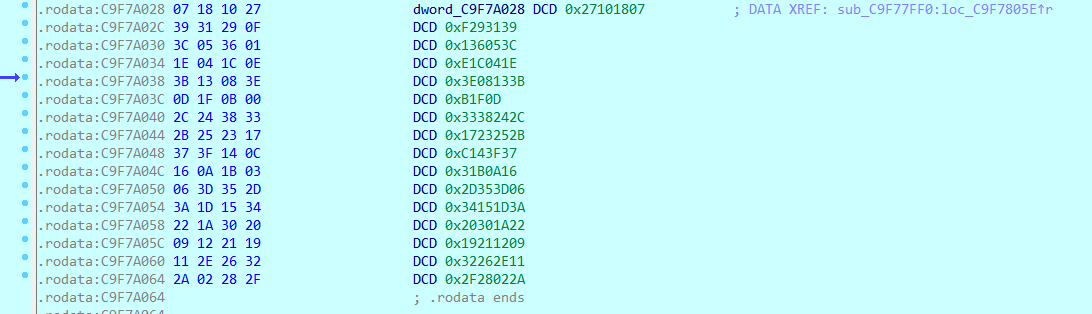 .rodata:C9F7A028 07 18 10 27 dword_C9F7A028 DCD 0x27101807 ; DATA XREF: sub_C9F77FF0:loc_C9F7805E↑r
.rodata:C9F7A02C 39 31 29 0F DCD 0xF293139
.rodata:C9F7A030 3C 05 36 01 DCD 0x136053C
.rodata:C9F7A034 1E 04 1C 0E DCD 0xE1C041E
.rodata:C9F7A038 3B 13 08 3E DCD 0x3E08133B
.rodata:C9F7A03C 0D 1F 0B 00 DCD 0xB1F0D
.rodata:C9F7A040 2C 24 38 33 DCD 0x3338242C
.rodata:C9F7A044 2B 25 23 17 DCD 0x1723252B
.rodata:C9F7A048 37 3F 14 0C DCD 0xC143F37
.rodata:C9F7A04C 16 0A 1B 03 DCD 0x31B0A16
.rodata:C9F7A050 06 3D 35 2D DCD 0x2D353D06
.rodata:C9F7A054 3A 1D 15 34 DCD 0x34151D3A
.rodata:C9F7A058 22 1A 30 20 DCD 0x20301A22
.rodata:C9F7A05C 09 12 21 19 DCD 0x19211209
.rodata:C9F7A060 11 2E 26 32 DCD 0x32262E11
.rodata:C9F7A064 2A 02 28 2F DCD 0x2F28022A
.rodata:C9F7A064 ; .rodata ends